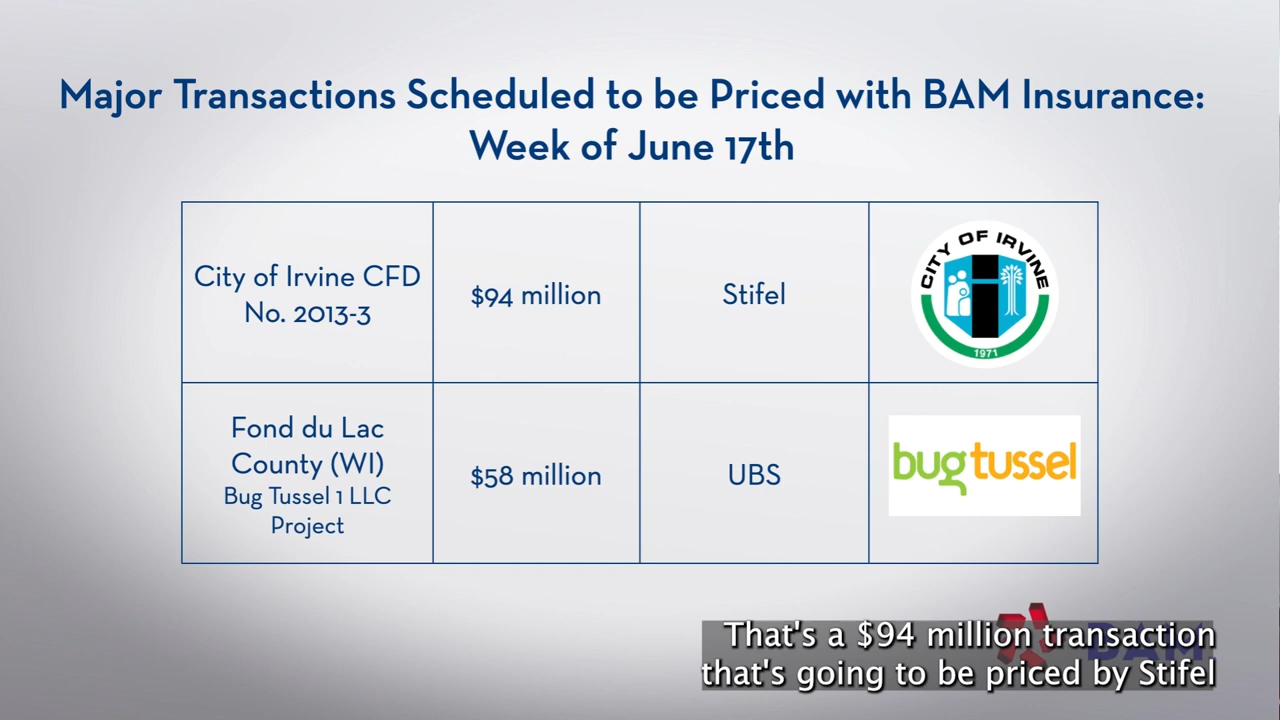 Major Transactions Scheduled to be Priced with BAM Insurance:
Week of June 17th
City of Irvine CFD
No. 2013-3
$94 million
Stifel
CITY OF IRVINE
1971
Fond du Lac
County (WI)
Bug Tussel 1 LLC
Project
$58 million
UBS
bugtussel
BAM
That's a $94 million transaction
that's going to be priced by Stifel